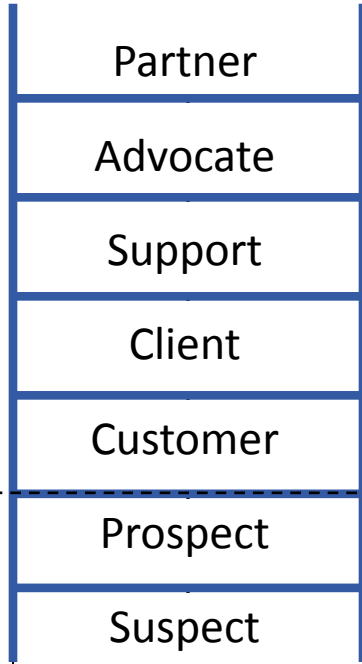 Partner
Advocate
Support
Client
Customer
Prospect
Suspect